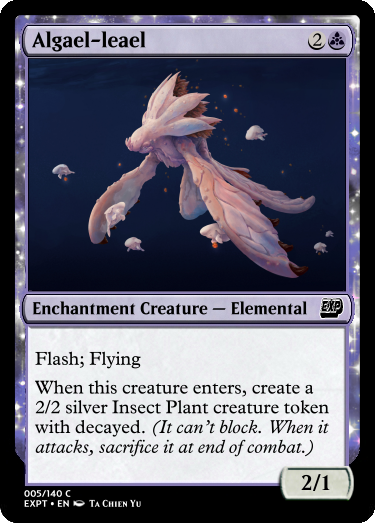 Algael-leael
2
Enchantment Creature — Elemental
EXP
Flash; Flying
When this creature enters, create a
2/2 silver Insect Plant creature token
with decayed. (It can't block. When it
attacks, sacrifice it at end of combat.)
2/1
005/140 C
EXPT • EN Ta Chien Yu